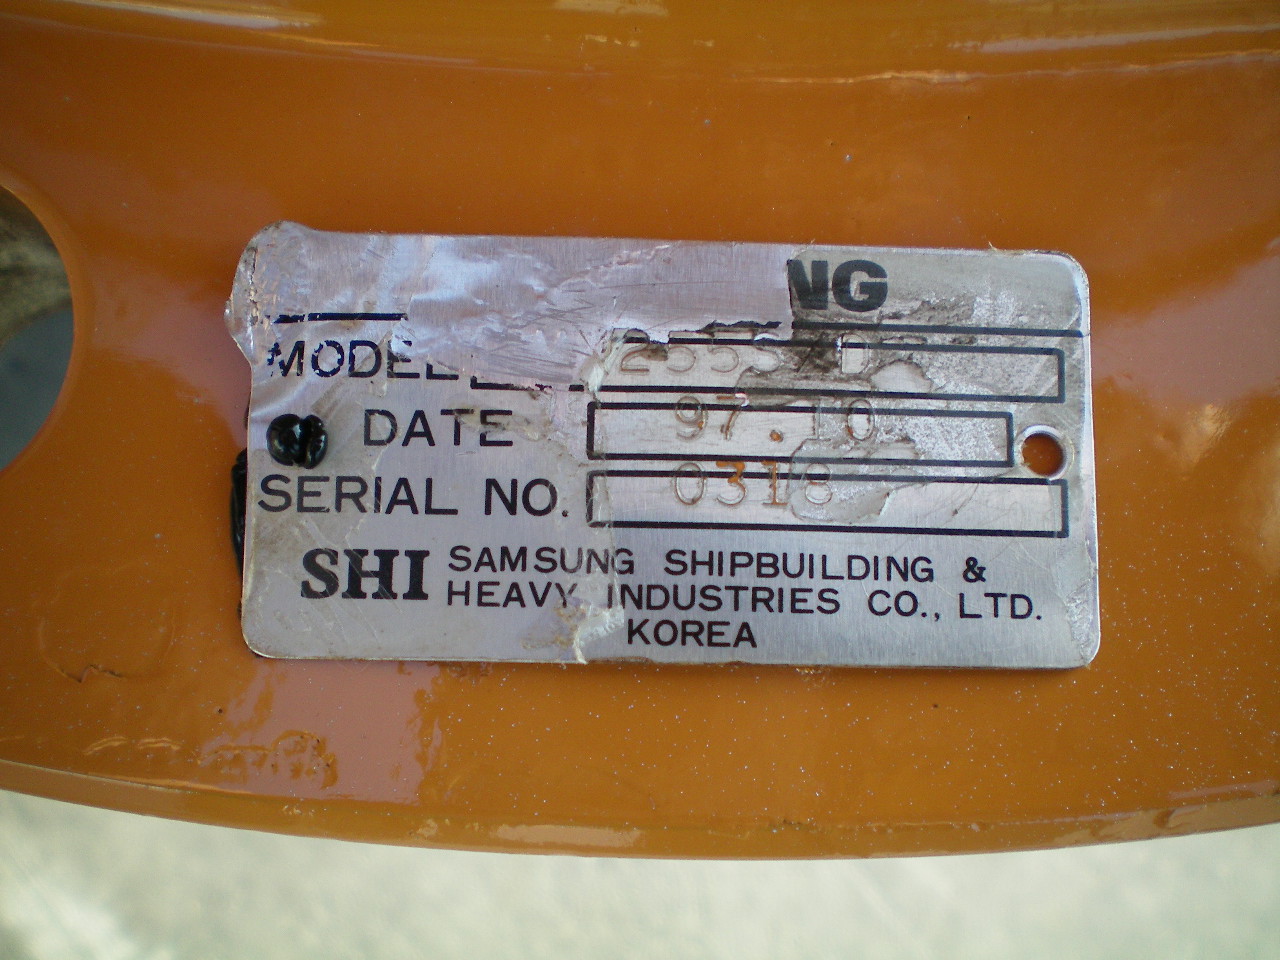 NG
MODEL
DATE 97.10
SERIAL NO. 0318
SHI SAMSUNG SHIPBUILDING &
HEAVY INDUSTRIES CO., LTD.
KOREA